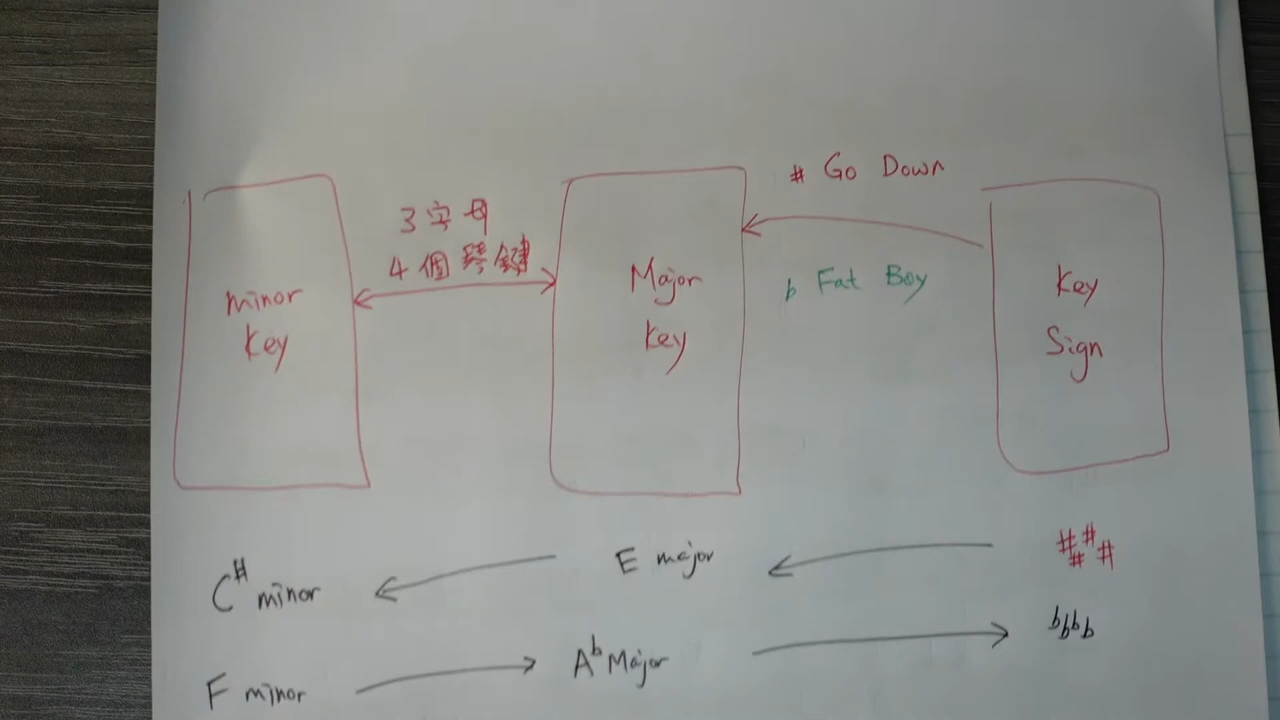 # Go Down
3字母
4個琴鍵
minor
Key
Major
Key
b Fat Boy
Key
Sign
C# minor
E major
####
F minor
Ab Major
bbbb